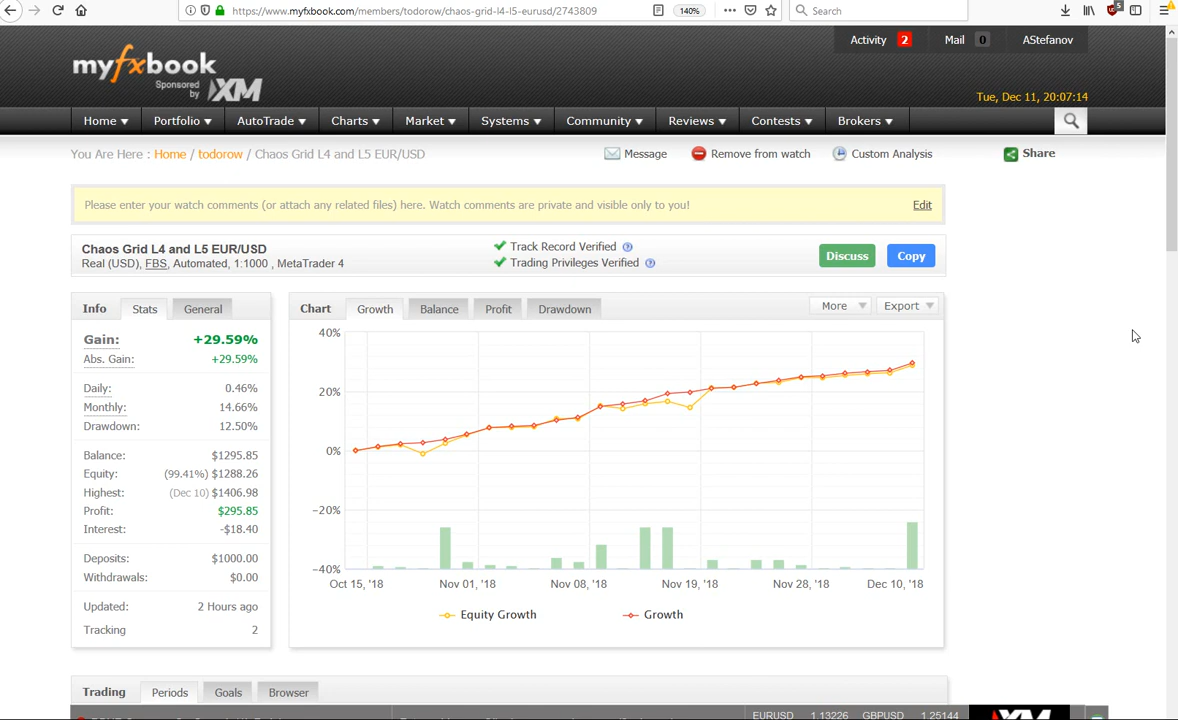 https://www.myfxbook.com/members/todorow/chaos-grid-l4-l5-eurusd/2743809
140%
Search
5
myfxbook
Sponsored by XM
Activity 2
Mail 0
AStefanov
Tue, Dec 11, 20:07:14
Home ▾ Portfolio ▾ AutoTrade ▾ Charts ▾ Market ▾ Systems ▾ Community ▾ Reviews ▾ Contests ▾ Brokers ▾
You Are Here : Home / todorow / Chaos Grid L4 and L5 EUR/USD
Message
Remove from watch
Custom Analysis
Share
Please enter your watch comments (or attach any related files) here. Watch comments are private and visible only to you!
Edit
Chaos Grid L4 and L5 EUR/USD
Real (USD), FBS, Automated, 1:1000 , MetaTrader 4
Track Record Verified
Trading Privileges Verified
Discuss
Copy
Info Stats General
Gain: +29.59%
Abs. Gain: +29.59%
Daily: 0.46%
Monthly: 14.66%
Drawdown: 12.50%
Balance: $1295.85
Equity: (99.41%) $1288.26
Highest: (Dec 10) $1406.98
Profit: $295.85
Interest: -$18.40
Deposits: $1000.00
Withdrawals: $0.00
Updated: 2 Hours ago
Tracking 2
Chart Growth Balance Profit Drawdown
More Export
40%
20%
0%
-20%
-40%
Oct 15, '18 Nov 01, '18 Nov 08, '18 Nov 19, '18 Nov 28, '18 Dec 10, '18
Equity Growth Growth
Trading Periods Goals Browser
EURUSD 1.13226 GBPUSD 1.25144
XM